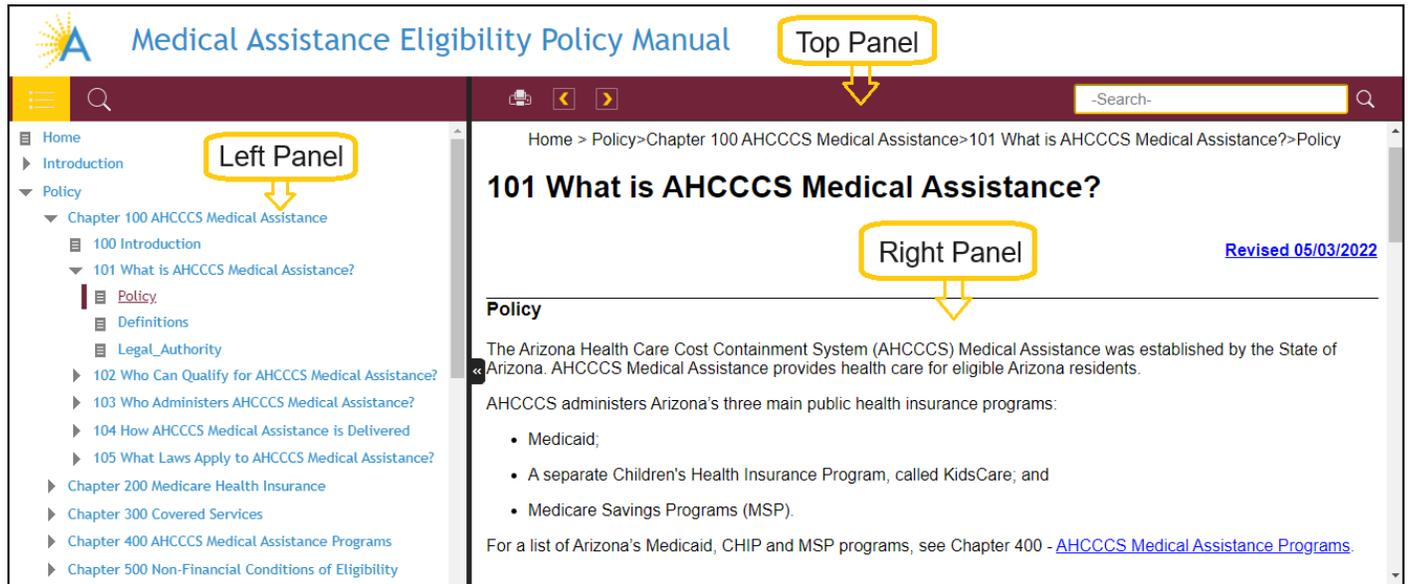 A Medical Assistance Eligibility Policy Manual
Top Panel
-Search-
Home
Introduction
Policy
Chapter 100 AHCCCS Medical Assistance
100 Introduction
101 What is AHCCCS Medical Assistance?
Policy
Definitions
Legal_Authority
102 Who Can Qualify for AHCCCS Medical Assistance?
103 Who Administers AHCCCS Medical Assistance?
104 How AHCCCS Medical Assistance is Delivered
105 What Laws Apply to AHCCCS Medical Assistance?
Chapter 200 Medicare Health Insurance
Chapter 300 Covered Services
Chapter 400 AHCCCS Medical Assistance Programs
Chapter 500 Non-Financial Conditions of Eligibility
Left Panel
Home > Policy>Chapter 100 AHCCCS Medical Assistance>101 What is AHCCCS Medical Assistance?>Policy
101 What is AHCCCS Medical Assistance?
Right Panel
Revised 05/03/2022
Policy
The Arizona Health Care Cost Containment System (AHCCCS) Medical Assistance was established by the State of
Arizona. AHCCCS Medical Assistance provides health care for eligible Arizona residents.
AHCCCS administers Arizona's three main public health insurance programs:
• Medicaid;
• A separate Children's Health Insurance Program, called KidsCare; and
• Medicare Savings Programs (MSP).
For a list of Arizona's Medicaid, CHIP and MSP programs, see Chapter 400 - AHCCCS Medical Assistance Programs.